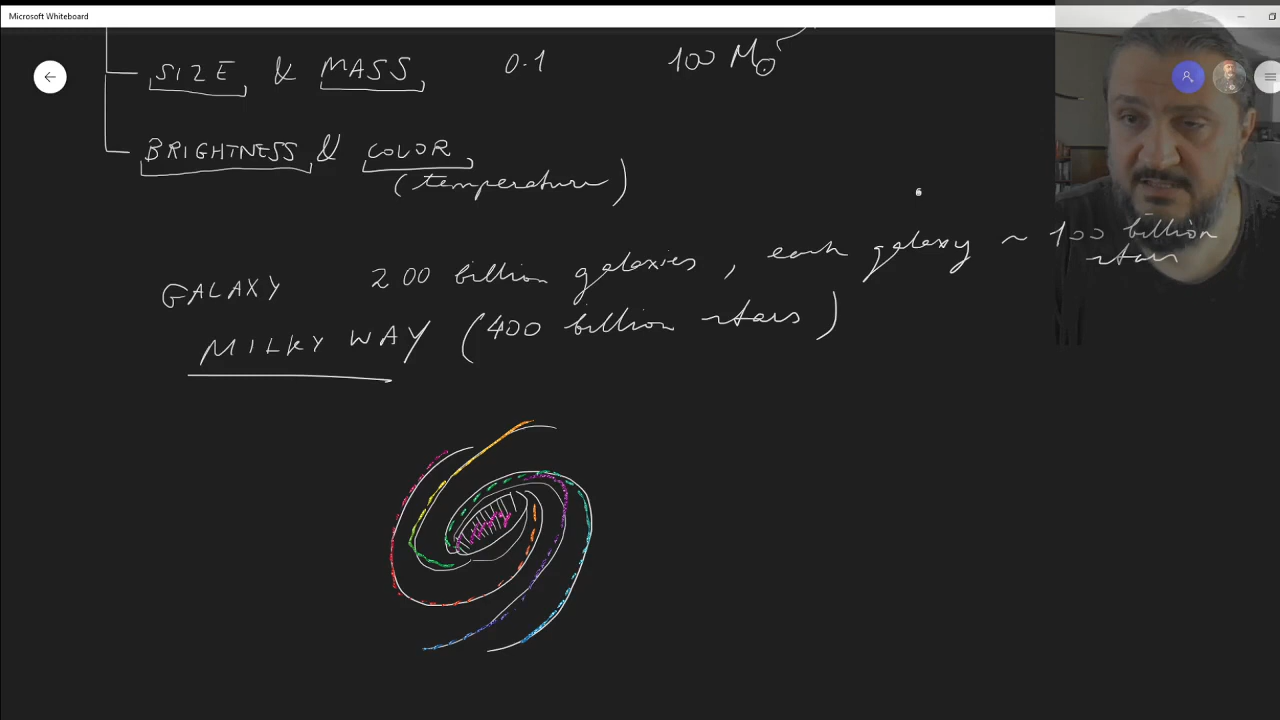 Microsoft Whiteboard
SIZE & MASS 0.1 100 M☉
BRIGHTNESS & COLOR
(temperature)
GALAXY 200 billion galaxies, each galaxy ~ 100 billion
stars
MILKY WAY (400 billion stars)